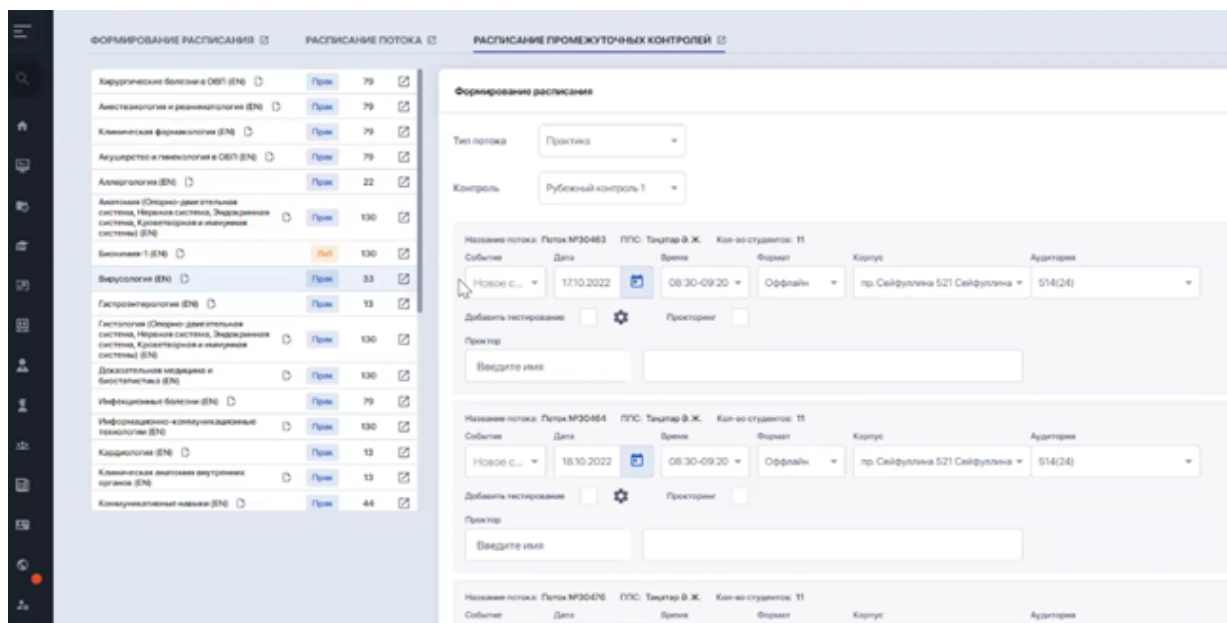 ФОРМИРОВАНИЕ РАСПИСАНИЯ
РАСПИСАНИЕ ПОТОКА
РАСПИСАНИЕ ПРОМЕЖУТОЧНЫХ КОНТРОЛЕЙ
Хирургические болезни в ОВП (EN) Прак 79
Анестезиология и реаниматология (EN) Прак 79
Клиническая фармакология (EN) Прак 79
Акушерство и гинекология в ОВП (EN) Прак 79
Аллергология (EN) Прак 22
Анатомия (Опорно-двигательная
система, Нервная система, Эндокринная
система, Кроветворная и иммунная
системы) (EN) Прак 130
Биохимия-1 (EN) Лаб 130
Вирусология (EN) Прак 33
Гастроэнтерология (EN) Прак 13
Гистология (Опорно-двигательная
система, Нервная система, Эндокринная
система, Кроветворная и иммунная
системы) (EN) Прак 130
Доказательная медицина и
биостатистика (EN) Прак 130
Инфекционные болезни (EN) Прак 79
Информационно-коммуникационные
технологии (EN) Прак 130
Кардиология (EN) Прак 13
Клиническая анатомия внутренних
органов (EN) Прак 13
Коммуникативные навыки (EN) Прак 44
Формирование расписания
Тип потока Практика
Контроль Рубежный контроль 1
Название потока: Поток №30463 ППС: Таңатар Ә. Ж. Кол-во студентов: 11
Событие Дата Время Формат Корпус Аудитория
Новое с... 17.10.2022 08:30-09:20 Оффлайн пр. Сейфуллина 521 Сейфуллина 514(24)
Добавить тестирование Прокторинг
Проктор
Введите имя
Название потока: Поток №30464 ППС: Таңатар Ә. Ж. Кол-во студентов: 11
Событие Дата Время Формат Корпус Аудитория
Новое с... 18.10.2022 08:30-09:20 Оффлайн пр. Сейфуллина 521 Сейфуллина 514(24)
Добавить тестирование Прокторинг
Проктор
Введите имя
Название потока: Поток №30476 ППС: Таңатар Ә. Ж. Кол-во студентов: 11
Событие Дата Время Формат Корпус Аудитория